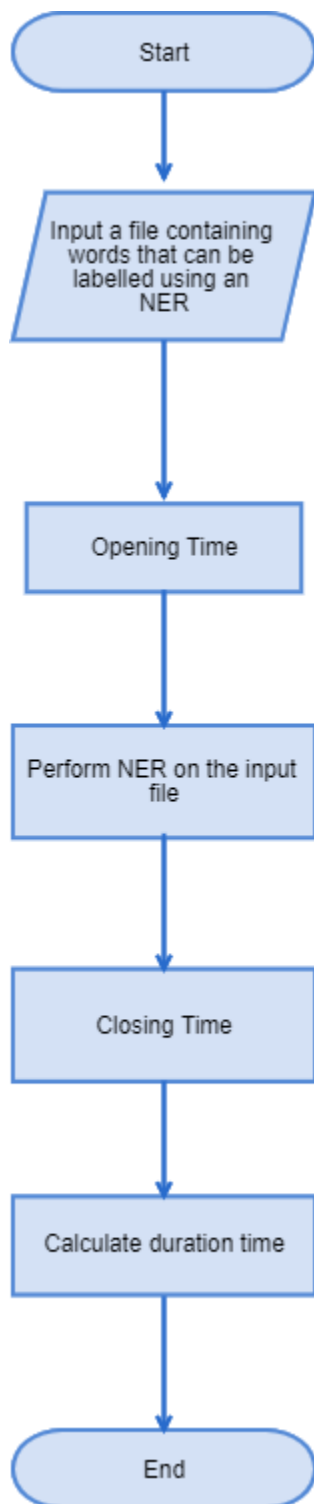 Start
Input a file containing
words that can be
labelled using an
NER
Opening Time
Perform NER on the input
file
Closing Time
Calculate duration time
End